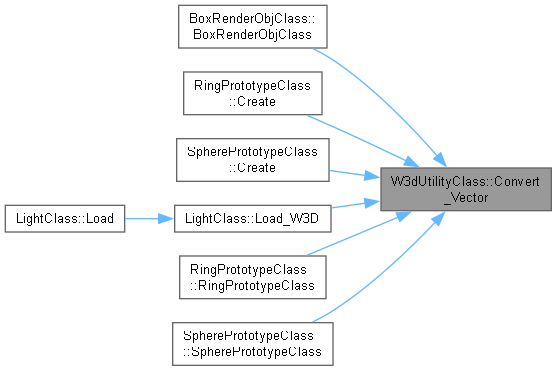 BoxRenderObjClass::
BoxRenderObjClass
RingPrototypeClass
::Create
SpherePrototypeClass
::Create
W3dUtilityClass::Convert
_Vector
LightClass::Load
LightClass::Load_W3D
RingPrototypeClass
::RingPrototypeClass
SpherePrototypeClass
::SpherePrototypeClass